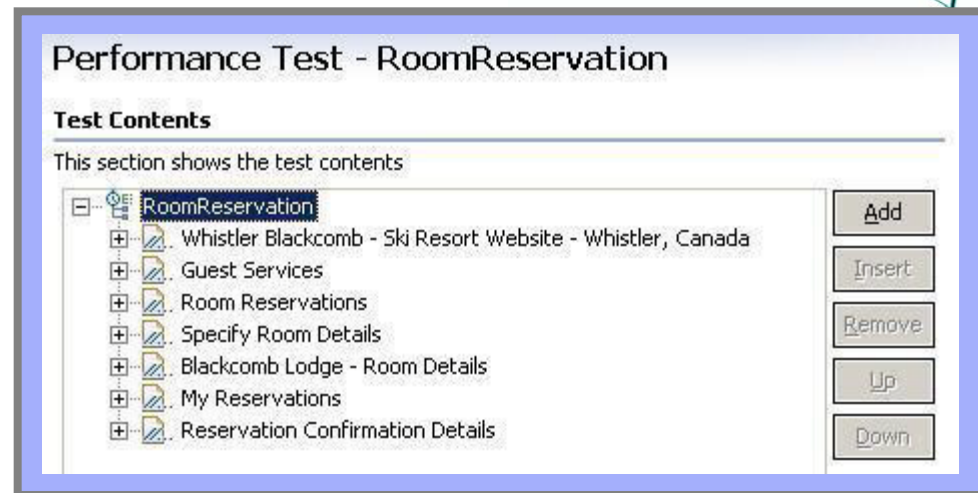 Performance Test - RoomReservation
Test Contents
This section shows the test contents
RoomReservation
Whistler Blackcomb - Ski Resort Website - Whistler, Canada
Guest Services
Room Reservations
Specify Room Details
Blackcomb Lodge - Room Details
My Reservations
Reservation Confirmation Details
Add
Insert
Remove
Up
Down